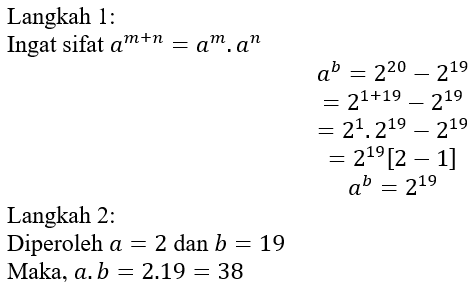 Langkah 1:
Ingat sifat $a^{m+n} = a^m . a^n$
$a^b = 2^{20} - 2^{19}$
$= 2^{1+19} - 2^{19}$
$= 2^1 . 2^{19} - 2^{19}$
$= 2^{19}[2 - 1]$
$a^b = 2^{19}$
Langkah 2:
Diperoleh $a = 2$ dan $b = 19$
Maka, $a. b = 2.19 = 38$